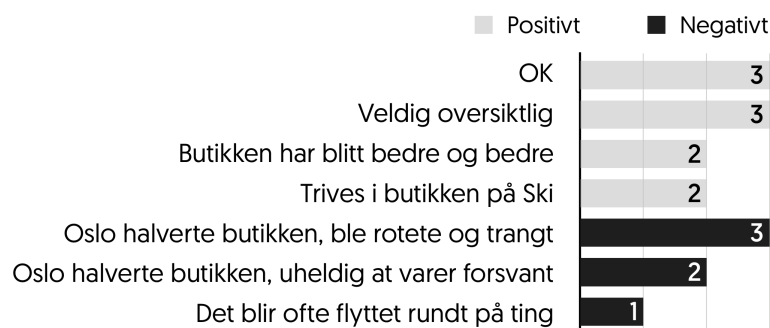 Positivt Negativt
OK 3
Veldig oversiktlig 3
Butikken har blitt bedre og bedre 2
Trives i butikken på Ski 2
Oslo halverte butikken, ble rotete og trangt 3
Oslo halverte butikken, uheldig at varer forsvant 2
Det blir ofte flyttet rundt på ting 1